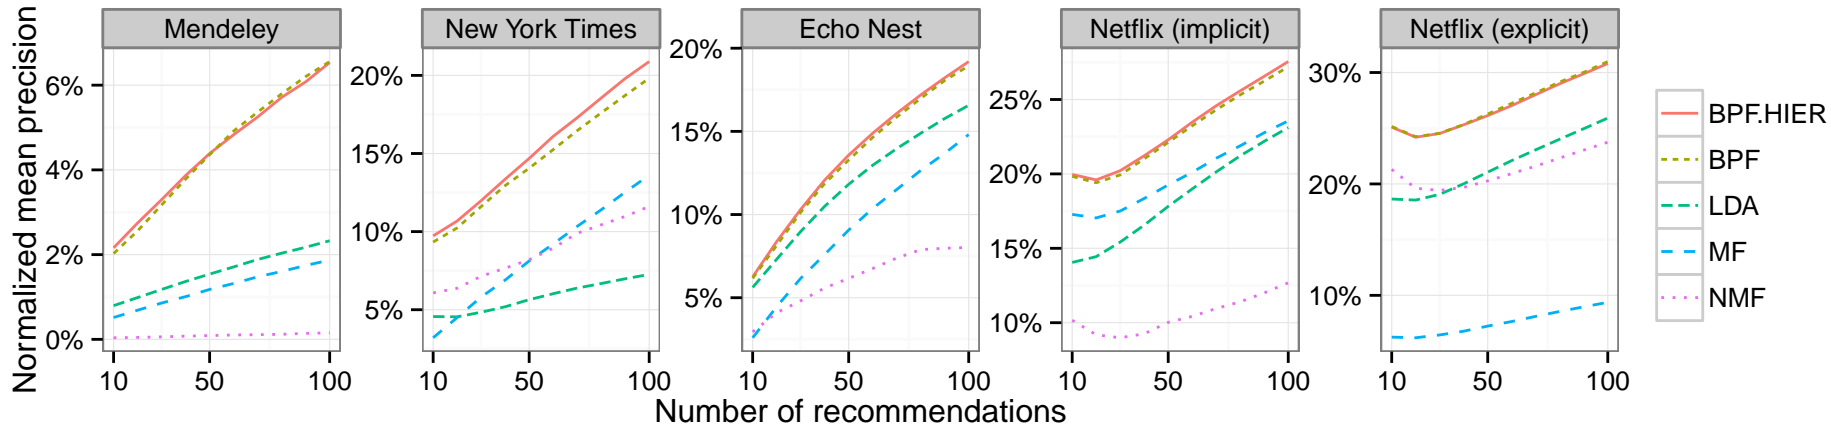 Mendeley
New York Times
Echo Nest
Netflix (implicit)
Netflix (explicit)
Normalized mean precision
6%
4%
2%
0%
20%
15%
10%
5%
20%
15%
10%
5%
25%
20%
15%
10%
30%
20%
10%
10 50 100
10 50 100
10 50 100
10 50 100
10 50 100
Number of recommendations
BPF.HIER
BPF
LDA
MF
NMF